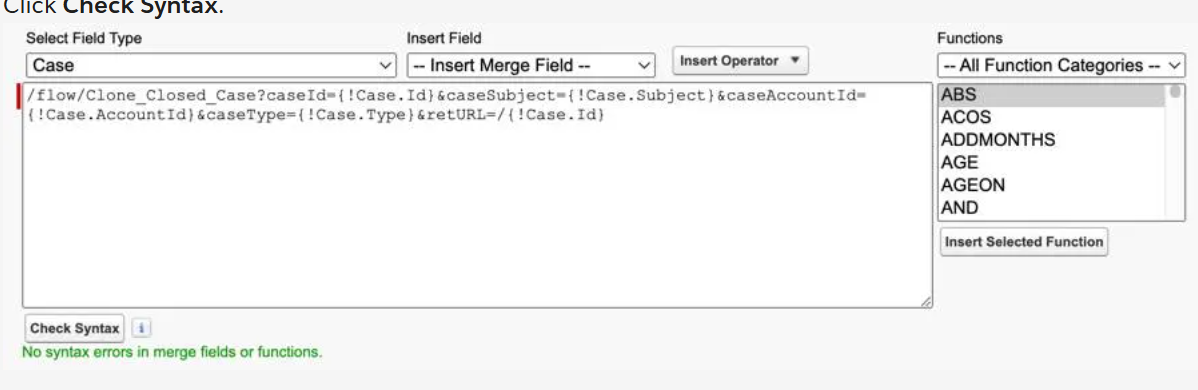 Click Check Syntax.
Select Field Type
Insert Field
Functions
Case
-- Insert Merge Field --
Insert Operator
-- All Function Categories --
/flow/Clone_Closed_Case?caseId={!Case.Id}&caseSubject={!Case.Subject}&caseAccountId=
{!Case.AccountId}&caseType={!Case.Type}&retURL=/{!Case.Id}
ABS
ACOS
ADDMONTHS
AGE
AGEON
AND
Insert Selected Function
Check Syntax
i
No syntax errors in merge fields or functions.